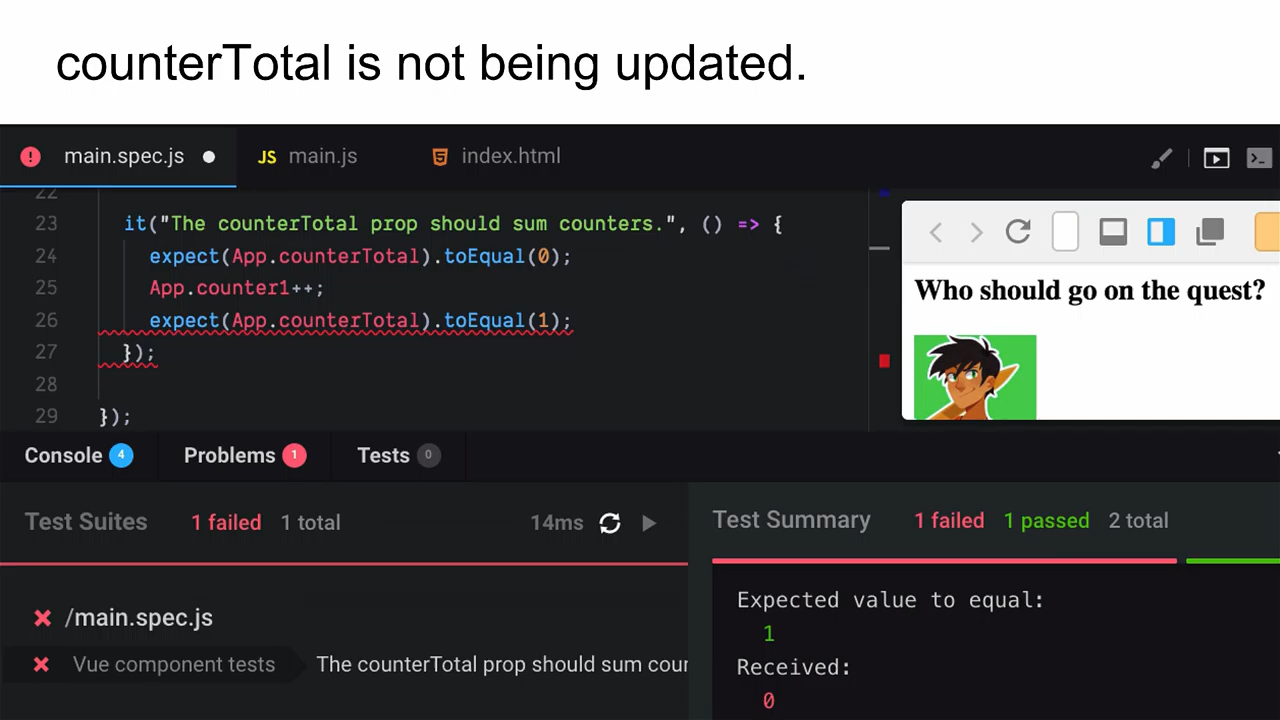 counterTotal is not being updated.
main.spec.js
JS main.js
index.html
22
23 it("The counterTotal prop should sum counters.", () => {
24 expect(App.counterTotal).toEqual(0);
25 App.counter1++;
26 expect(App.counterTotal).toEqual(1);
27 });
28
29 });
Who should go on the quest?
Console 4 Problems 1 Tests 0
Test Suites 1 failed 1 total 14ms
Test Summary 1 failed 1 passed 2 total
/main.spec.js
Vue component tests The counterTotal prop should sum
Expected value to equal:
1
Received:
0